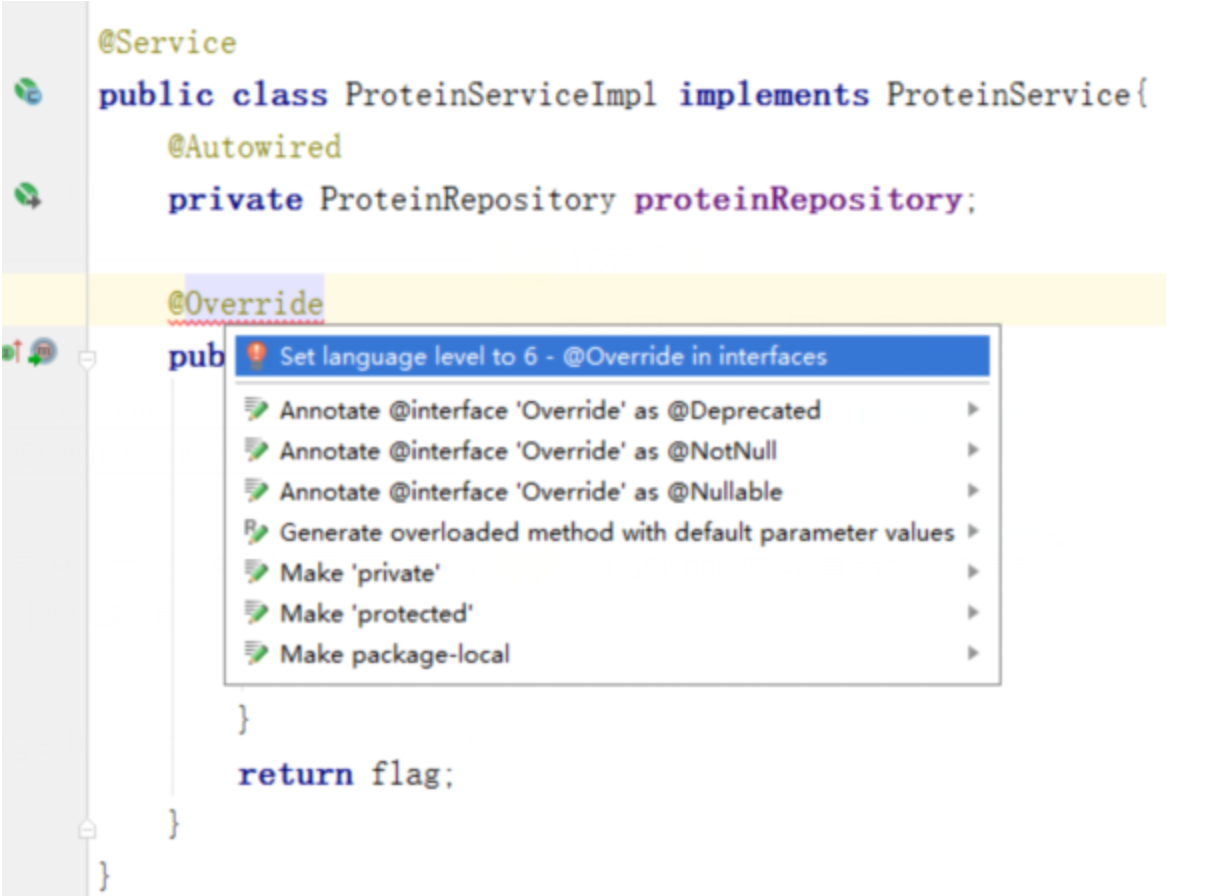 @Service
public class ProteinServiceImpl implements ProteinService{
@Autowired
private ProteinRepository proteinRepository;
@Override
pub
Set language level to 6 - @Override in interfaces
Annotate @interface 'Override' as @Deprecated
Annotate @interface 'Override' as @NotNull
Annotate @interface 'Override' as @Nullable
Generate overloaded method with default parameter values
Make 'private'
Make 'protected'
Make package-local
}
return flag;
}
}